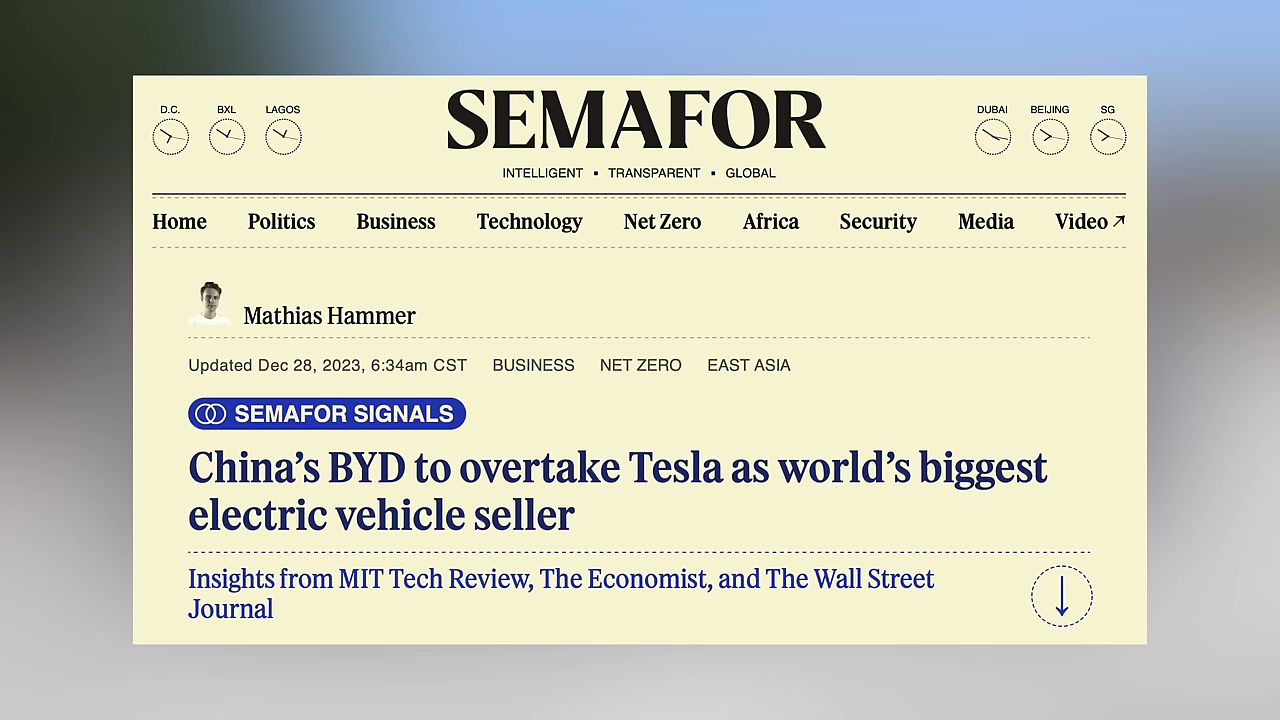 D.C. BXL LAGOS
SEMAFOR
DUBAI BEIJING SG
INTELLIGENT ▪ TRANSPARENT ▪ GLOBAL
Home Politics Business Technology Net Zero Africa Security Media Video ↗
Mathias Hammer
Updated Dec 28, 2023, 6:34am CST BUSINESS NET ZERO EAST ASIA
SEMAFOR SIGNALS
China’s BYD to overtake Tesla as world’s biggest
electric vehicle seller
Insights from MIT Tech Review, The Economist, and The Wall Street
Journal